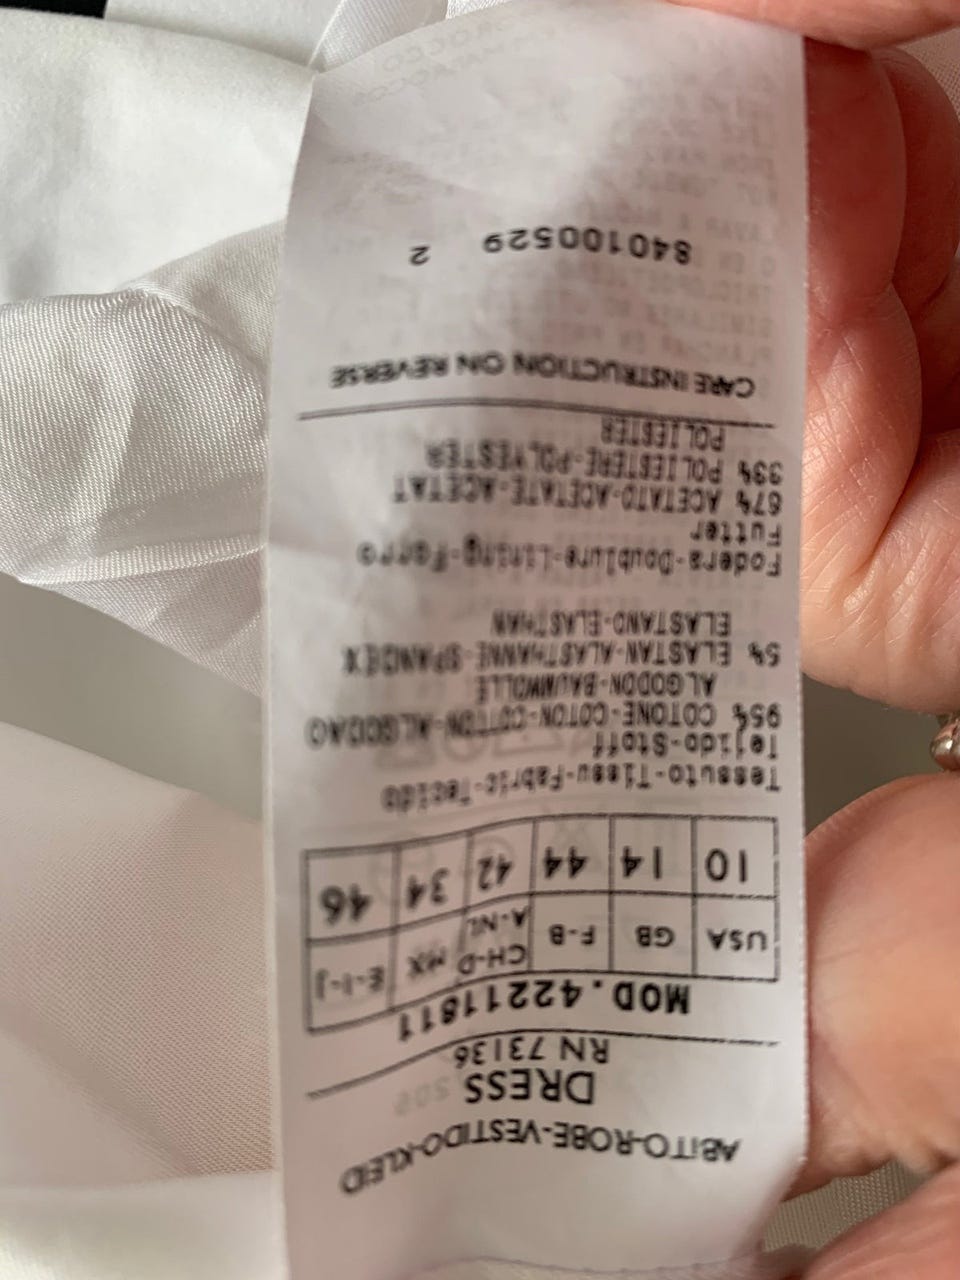 ABITO-ROBE-VESTIDO-KLEID
DRESS
RN 73136
MOD. 42211811
USA GB F-B CH-D A-NL MX E-I-J
10 14 44 42 34 46
Tessuto-Tissu-Fabric-Tecido
Tejido-Stoff
95% COTONE-COTON-COTTON-ALGODAO
ALGODON-BAUMWOLLE
5% ELASTAN-ALASTHANNE-SPANDEX
ELASTANO-ELASTHAN
Fodera-Doublure-Lining-Forro
Futter
67% ACETATO-ACETATE-ACETAT
33% POLIESTERE-POLYESTER
POLIESTER
CARE INSTRUCTION ON REVERSE
840100529 2